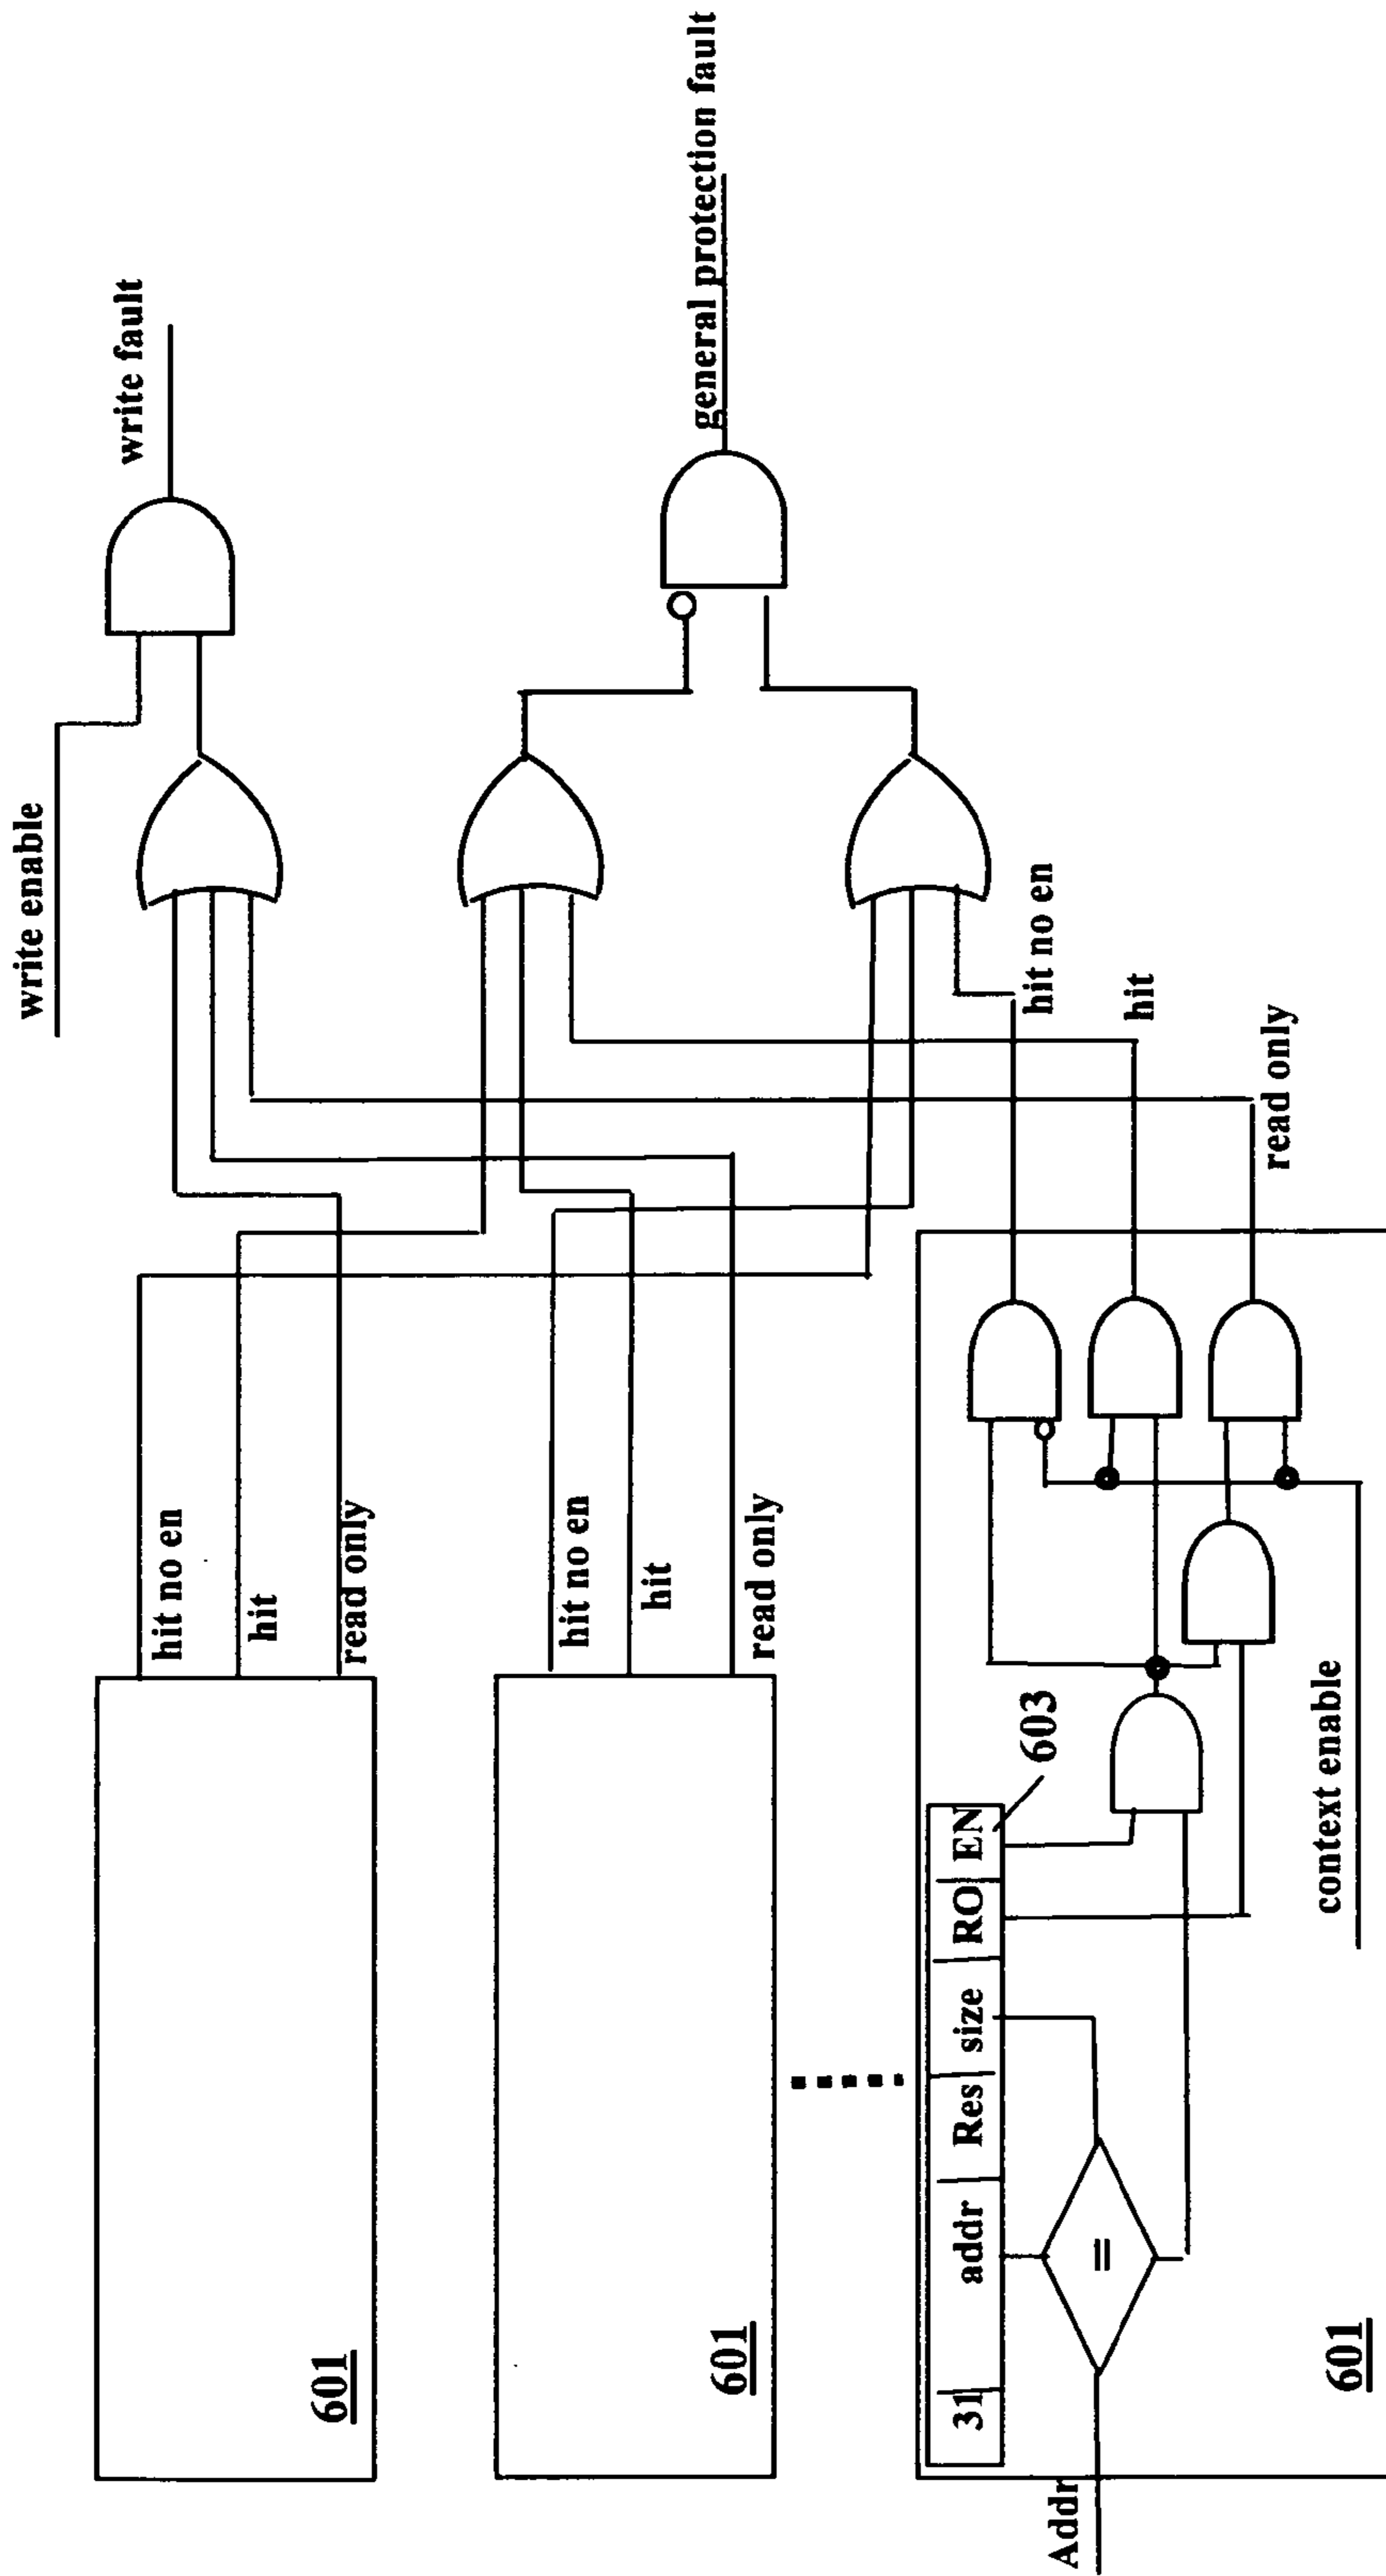 write enable
write fault
general protection fault
hit no en
hit
read only
601
hit no en
hit
read only
601
hit no en
hit
read only
31 addr Res size RO EN
603
=
Addr
context enable
601